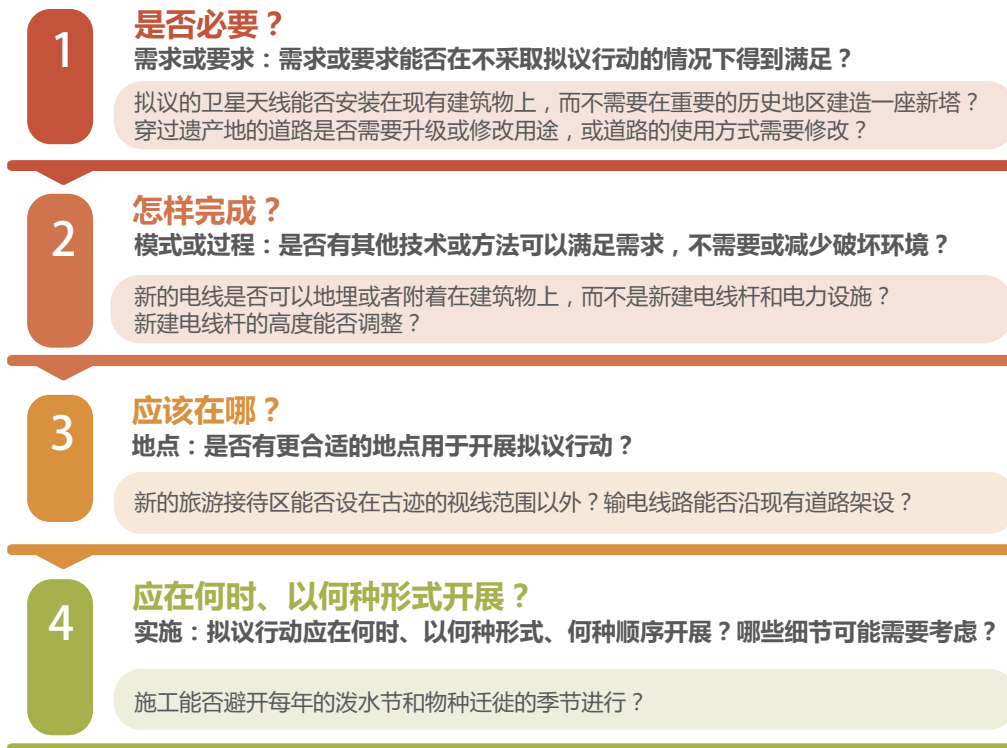 1
是否必要？
需求或要求：需求或要求能否在不采取拟议行动的情况下得到满足？
拟议的卫星天线能否安装在现有建筑物上，而不需要在重要的历史地区建造一座新塔？
穿过遗产地的道路是否需要升级或修改用途，或道路的使用方式需要修改？
2
怎样完成？
模式或过程：是否有其他技术或方法可以满足需求，不需要或减少破坏环境？
新的电线是否可以地埋或者附着在建筑物上，而不是新建电线杆和电力设施？
新建电线杆的高度能否调整？
3
应该在哪？
地点：是否有更合适的地点用于开展拟议行动？
新的旅游接待区能否设在古迹的视线范围以外？输电线路能否沿现有道路架设？
4
应在何时、以何种形式开展？
实施：拟议行动应在何时、以何种形式、何种顺序开展？哪些细节可能需要考虑？
施工能否避开每年的泼水节和物种迁徙的季节进行？